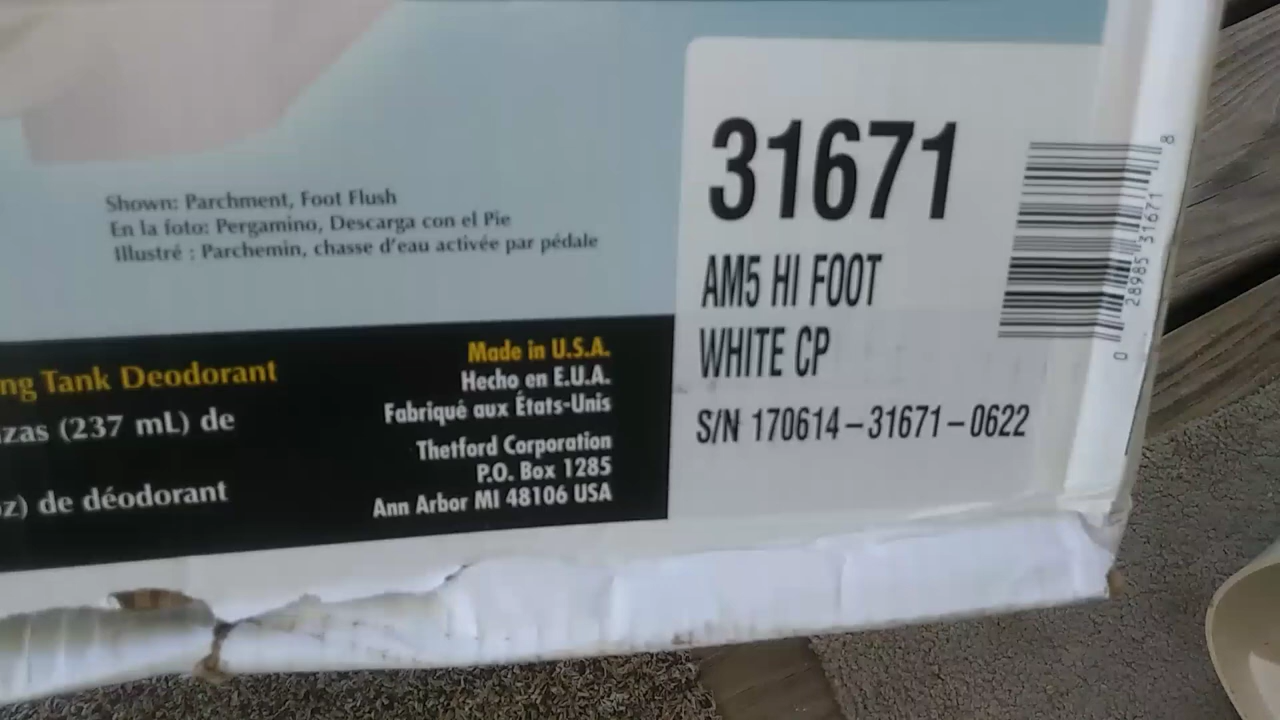 Shown: Parchment, Foot Flush
En la foto: Pergamino, Descarga con el Pie
Illustré : Parchemin, chasse d'eau activée par pédale
ng Tank Deodorant
zas (237 mL) de
z) de déodorant
Made in U.S.A.
Hecho en E.U.A.
Fabriqué aux États-Unis
Thetford Corporation
P.O. Box 1285
Ann Arbor MI 48106 USA
31671
AM5 HI FOOT
WHITE CP
S/N 170614-31671-0622
0 28985 31671 8